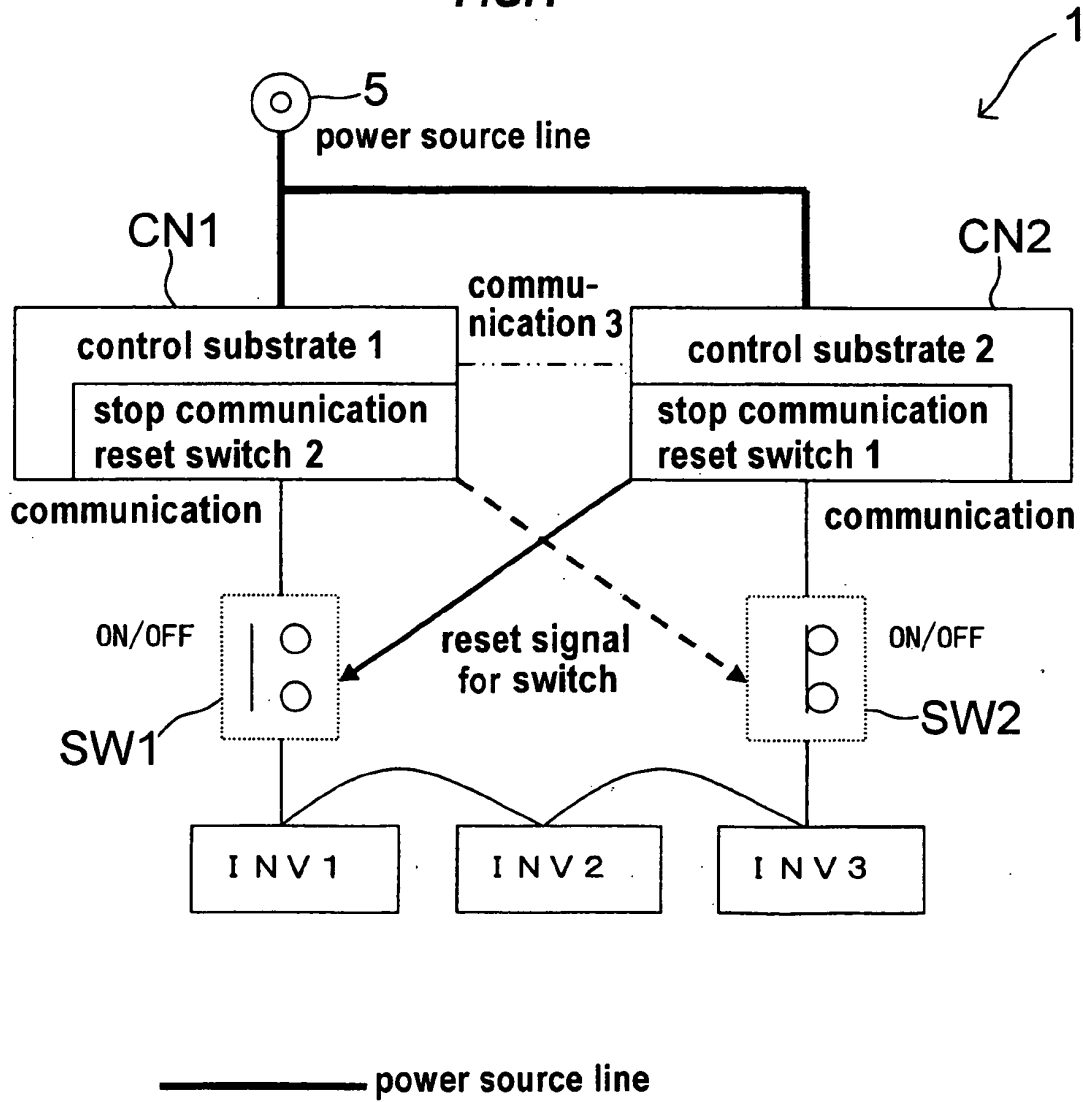 1
5
power source line
CN1
CN2
commu-
nication 3
control substrate 1
control substrate 2
stop communication
reset switch 2
stop communication
reset switch 1
communication
communication
ON/OFF
ON/OFF
reset signal
for switch
SW1
SW2
INV1
INV2
INV3
power source line